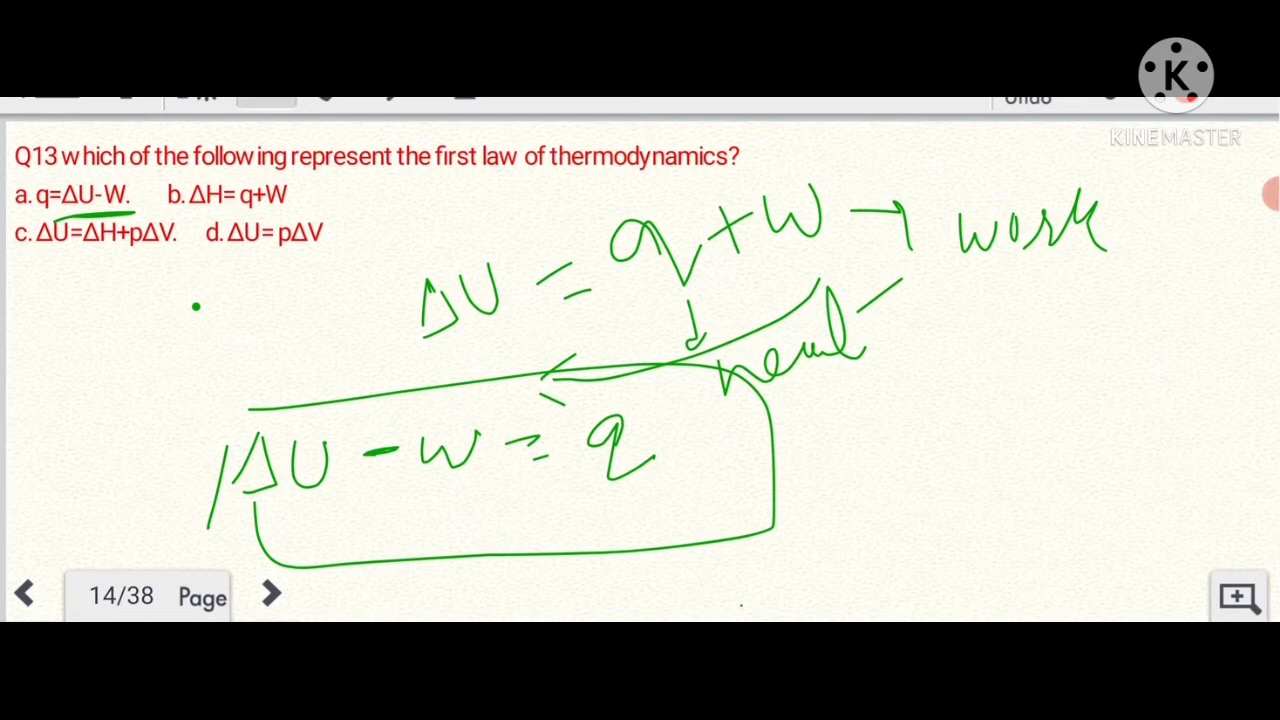 Undo
K
KINEMASTER
Q13 which of the following represent the first law of thermodynamics?
a. q=ΔU-W. b. ΔH= q+W
c. ΔU=ΔH+pΔV. d. ΔU= pΔV
ΔU = q + W → work
ΔU - w = q
14/38 Page